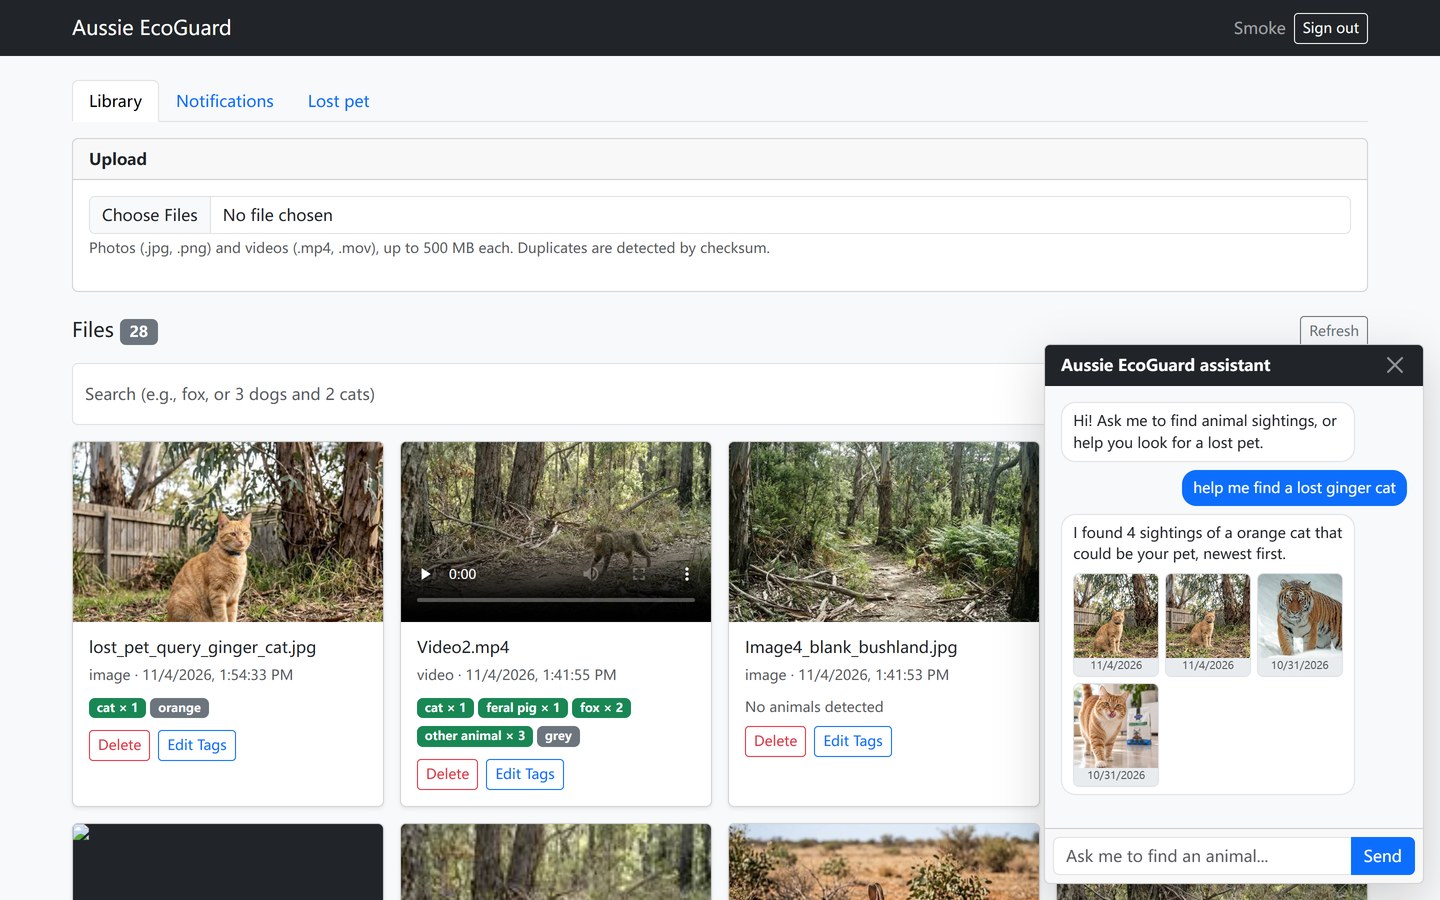 Aussie EcoGuard
Smoke
Sign out
Library
Notifications
Lost pet
Upload
Choose Files
No file chosen
Photos (.jpg, .png) and videos (.mp4, .mov), up to 500 MB each. Duplicates are detected by checksum.
Files 28
Refresh
Search (e.g., fox, or 3 dogs and 2 cats)
0:00
lost_pet_query_ginger_cat.jpg
image · 11/4/2026, 1:54:33 PM
cat × 1
orange
Delete
Edit Tags
Video2.mp4
video · 11/4/2026, 1:41:55 PM
cat × 1
feral pig × 1
fox × 2
other animal × 3
grey
Delete
Edit Tags
Image4_blank_bushland.jpg
image · 11/4/2026, 1:41:53 PM
No animals detected
Delete
Edit Tags
Aussie EcoGuard assistant
Hi! Ask me to find animal sightings, or
help you look for a lost pet.
help me find a lost ginger cat
I found 4 sightings of a orange cat that
could be your pet, newest first.
11/4/2026
11/4/2026
10/31/2026
10/31/2026
Ask me to find an animal...
Send